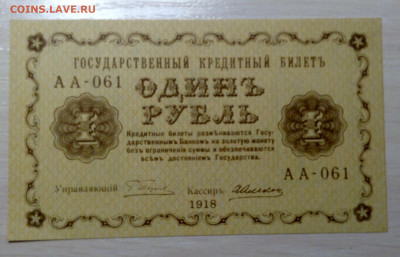 COINS.LAVE.RU
ГОСУДАРСТВЕННЫЙ КРЕДИТНЫЙ БИЛЕТЪ
АА-061
ОДИНЪ
РУБЛЬ
Кредитные билеты размѣниваются Госу-
дарственнымъ Банкомъ на золотую монету
безъ ограниченія суммы и обезпечиваются
всѣмъ достояніемъ Государства.
АА-061
Управляющій
Кассиръ
1918